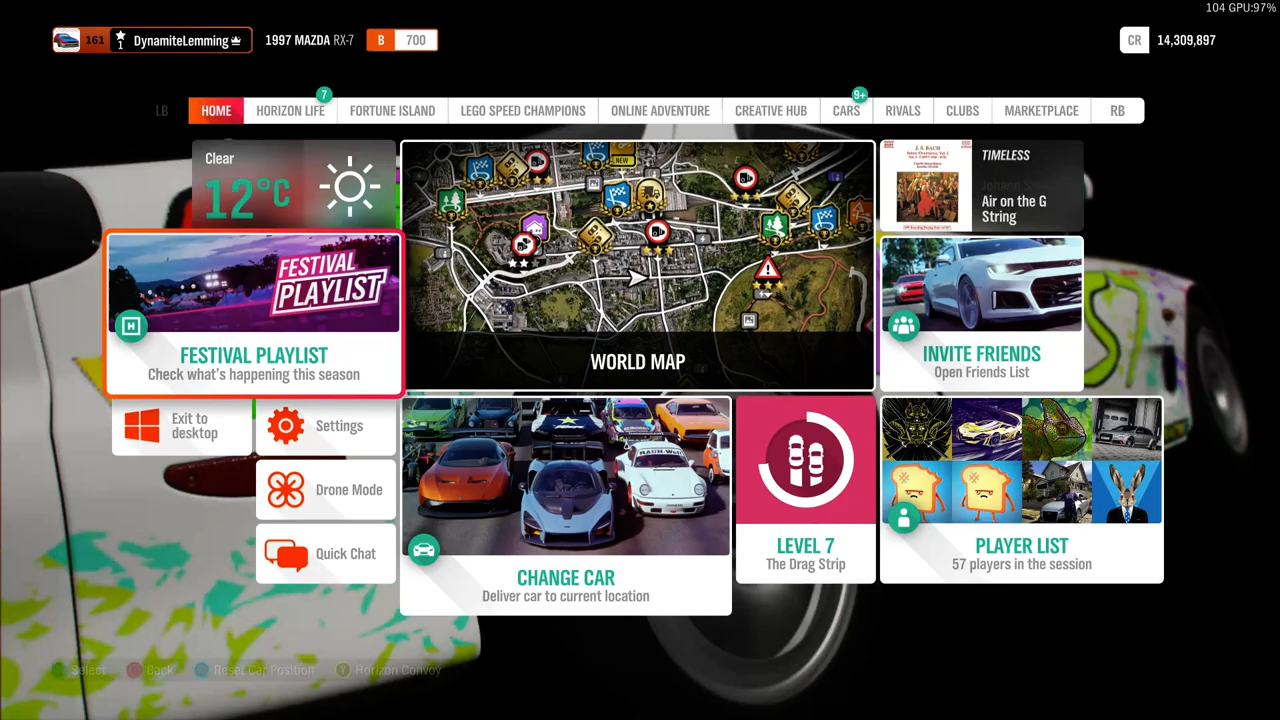 104 GPU:97%
161
1
DynamiteLemming
1997 MAZDA RX-7
B 700
CR 14,309,897
LB
HOME
HORIZON LIFE
7
FORTUNE ISLAND
LEGO SPEED CHAMPIONS
ONLINE ADVENTURE
CREATIVE HUB
CARS
9+
RIVALS
CLUBS
MARKETPLACE
RB
Clear
12°C
NEW
WORLD MAP
J. S. BACH
TIMELESS
Air on the G
String
FESTIVAL
PLAYLIST
FESTIVAL PLAYLIST
Check what's happening this season
INVITE FRIENDS
Open Friends List
Exit to
desktop
Settings
Drone Mode
Quick Chat
CHANGE CAR
Deliver car to current location
LEVEL 7
The Drag Strip
PLAYER LIST
57 players in the session
Select
Back
Reset Car Position
Y
Horizon Convoy